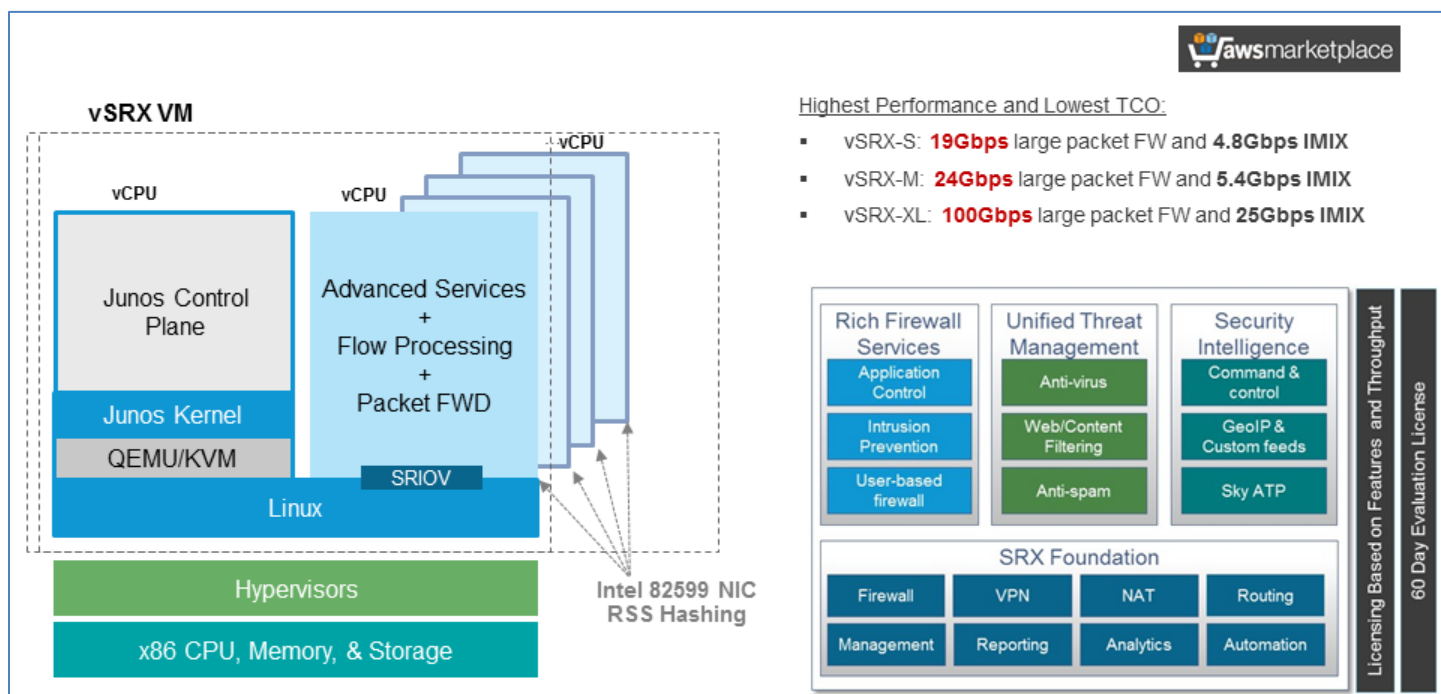 awsmarketplace
vSRX VM
vCPU
vCPU
vCPU
Junos Control
Plane
Junos Kernel
QEMU/KVM
Advanced Services
+
Flow Processing
+
Packet FWD
SRIOV
Linux
Hypervisors
x86 CPU, Memory, & Storage
Intel 82599 NIC
RSS Hashing
Highest Performance and Lowest TCO:
▪ vSRX-S: 19Gbps large packet FW and 4.8Gbps IMIX
▪ vSRX-M: 24Gbps large packet FW and 5.4Gbps IMIX
▪ vSRX-XL: 100Gbps large packet FW and 25Gbps IMIX
Rich Firewall
Services
Application
Control
Intrusion
Prevention
User-based
firewall
Unified Threat
Management
Anti-virus
Web/Content
Filtering
Anti-spam
Security
Intelligence
Command &
control
GeoIP &
Custom feeds
Sky ATP
SRX Foundation
Firewall
VPN
NAT
Routing
Management
Reporting
Analytics
Automation
Licensing Based on Features and Throughput
60 Day Evaluation License